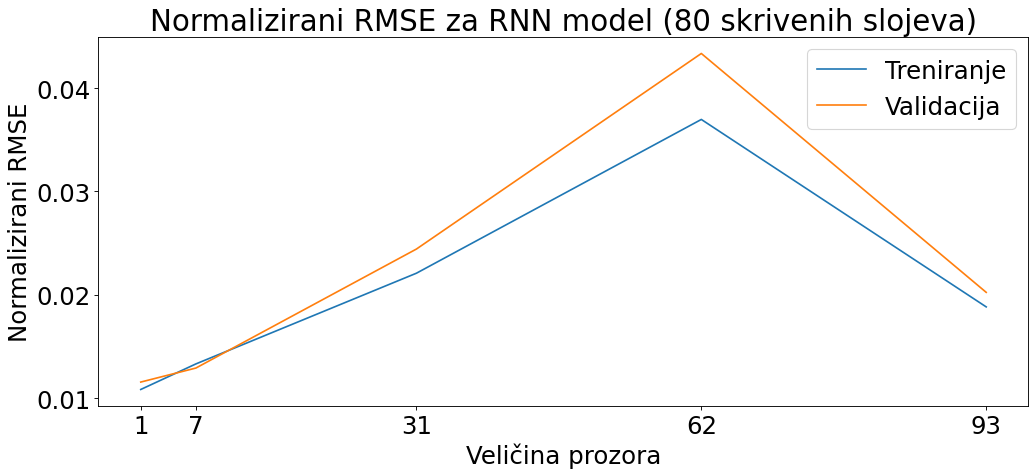 Normalizirani RMSE za RNN model (80 skrivenih slojeva)
Treniranje
Validacija
Normalizirani RMSE
0.04
0.03
0.02
0.01
1 7 31 62 93
Veličina prozora